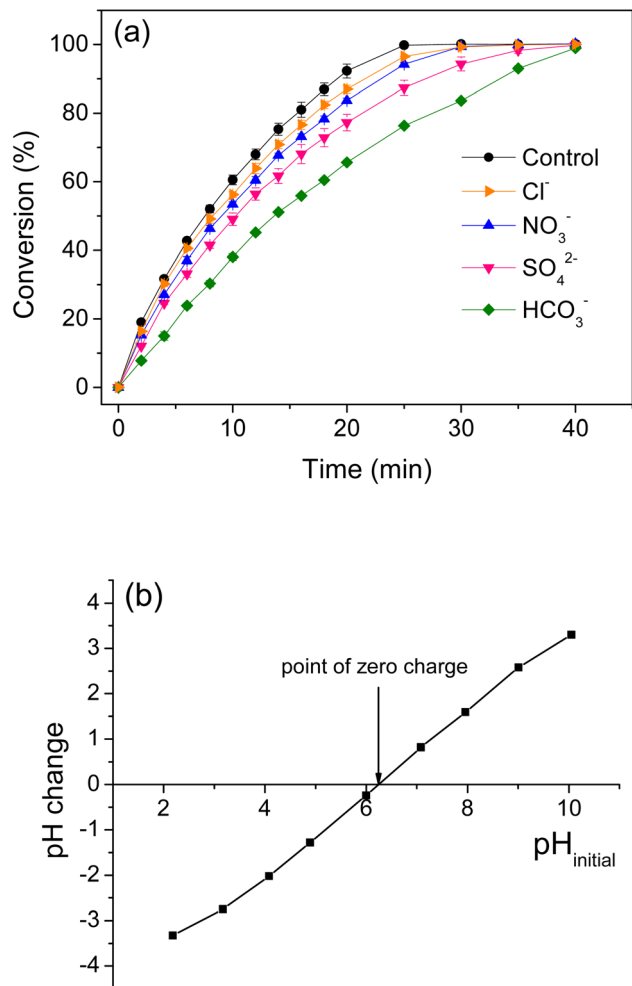 (a)
100
80
60
40
20
0
Conversion (%)
Control
Cl⁻
NO₃⁻
SO₄²⁻
HCO₃⁻
0 10 20 30 40
Time (min)
(b)
4
3
2
1
0
-1
-2
-3
-4
pH change
point of zero charge
2 4 6 8 10
pH_initial